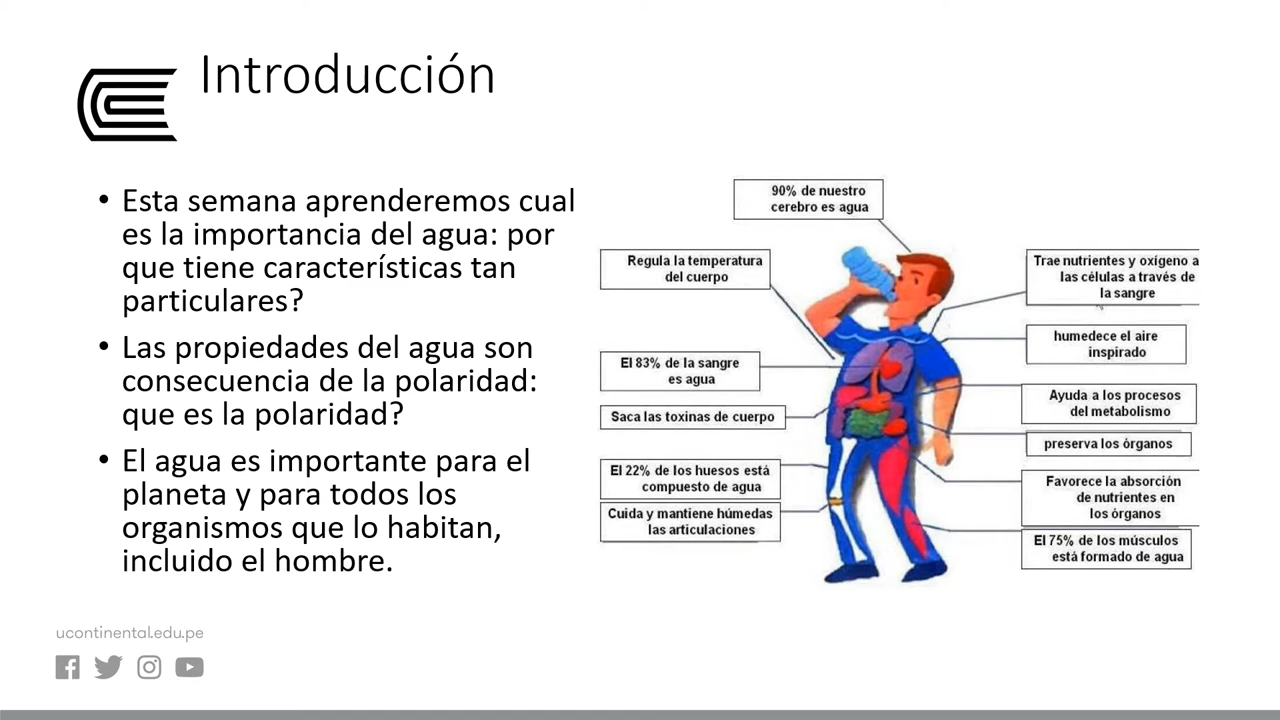 Introducción
• Esta semana aprenderemos cual
es la importancia del agua: por
que tiene características tan
particulares?
• Las propiedades del agua son
consecuencia de la polaridad:
que es la polaridad?
• El agua es importante para el
planeta y para todos los
organismos que lo habitan,
incluido el hombre.
90% de nuestro
cerebro es agua
Regula la temperatura
del cuerpo
El 83% de la sangre
es agua
Saca las toxinas de cuerpo
El 22% de los huesos está
compuesto de agua
Cuida y mantiene húmedas
las articulaciones
Trae nutrientes y oxígeno a
las células a través de
la sangre
humedece el aire
inspirado
Ayuda a los procesos
del metabolismo
preserva los órganos
Favorece la absorción
de nutrientes en
los órganos
El 75% de los músculos
está formado de agua
ucontinental.edu.pe